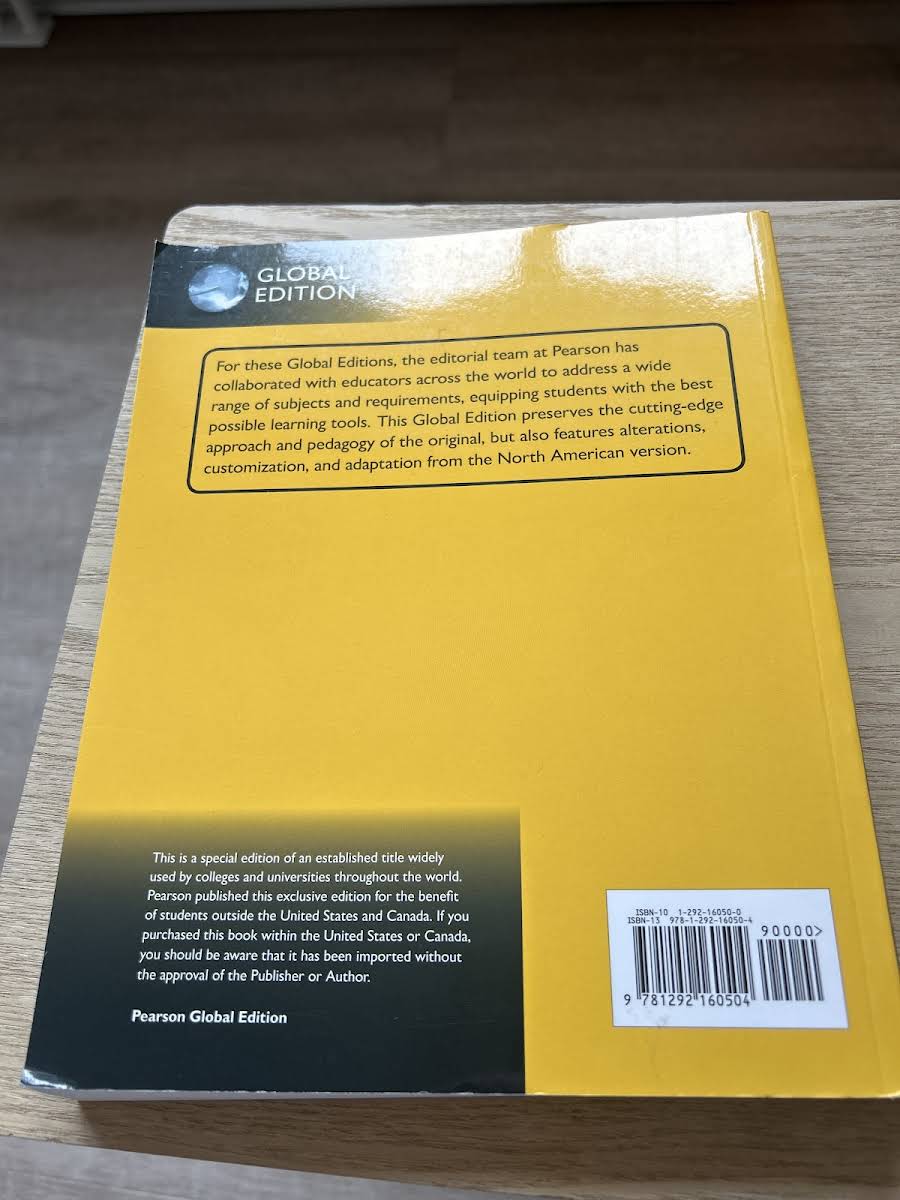 GLOBAL
EDITION
For these Global Editions, the editorial team at Pearson has
collaborated with educators across the world to address a wide
range of subjects and requirements, equipping students with the best
possible learning tools. This Global Edition preserves the cutting-edge
approach and pedagogy of the original, but also features alterations,
customization, and adaptation from the North American version.
This is a special edition of an established title widely
used by colleges and universities throughout the world.
Pearson published this exclusive edition for the benefit
of students outside the United States and Canada. If you
purchased this book within the United States or Canada,
you should be aware that it has been imported without
the approval of the Publisher or Author.
Pearson Global Edition
ISBN-10 1-292-16050-0
ISBN-13 978-1-292-16050-4
90000>
9 781292 160504